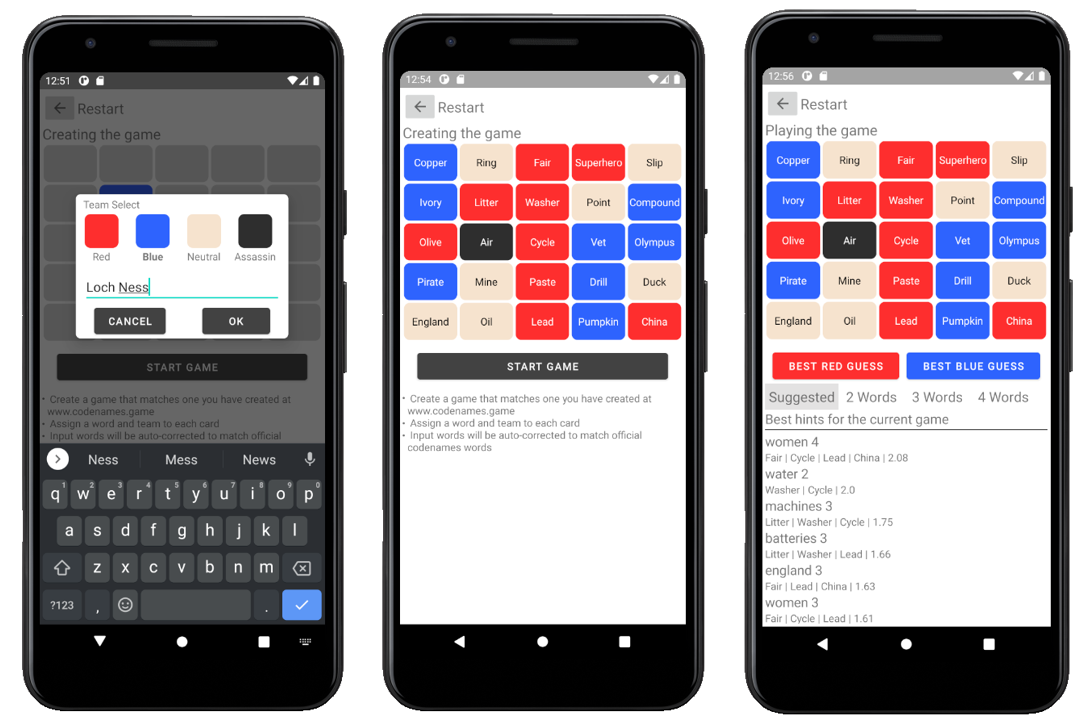 12:51
Restart
Creating the game
Team Select
Red Blue Neutral Assassin
Loch Ness
CANCEL OK
START GAME
• Create a game that matches one you have created at
www.codenames.game
• Assign a word and team to each card
• Input words will be auto-corrected to match official
Ness Mess News
q1 w2 e3 r4 t5 y6 u7 i8 o9 p0
a s d f g h j k l
z x c v b n m
?123 , .
12:54
Restart
Creating the game
Copper Ring Fair Superhero Slip
Ivory Litter Washer Point Compound
Olive Air Cycle Vet Olympus
Pirate Mine Paste Drill Duck
England Oil Lead Pumpkin China
START GAME
• Create a game that matches one you have created at
www.codenames.game
• Assign a word and team to each card
• Input words will be auto-corrected to match official
codenames words
12:56
Restart
Playing the game
Copper Ring Fair Superhero Slip
Ivory Litter Washer Point Compound
Olive Air Cycle Vet Olympus
Pirate Mine Paste Drill Duck
England Oil Lead Pumpkin China
BEST RED GUESS BEST BLUE GUESS
Suggested 2 Words 3 Words 4 Words
Best hints for the current game
women 4
Fair | Cycle | Lead | China | 2.08
water 2
Washer | Cycle | 2.0
machines 3
Litter | Washer | Cycle | 1.75
batteries 3
Litter | Washer | Lead | 1.66
england 3
Fair | Lead | China | 1.63
women 3
Fair | Cycle | Lead | 1.61